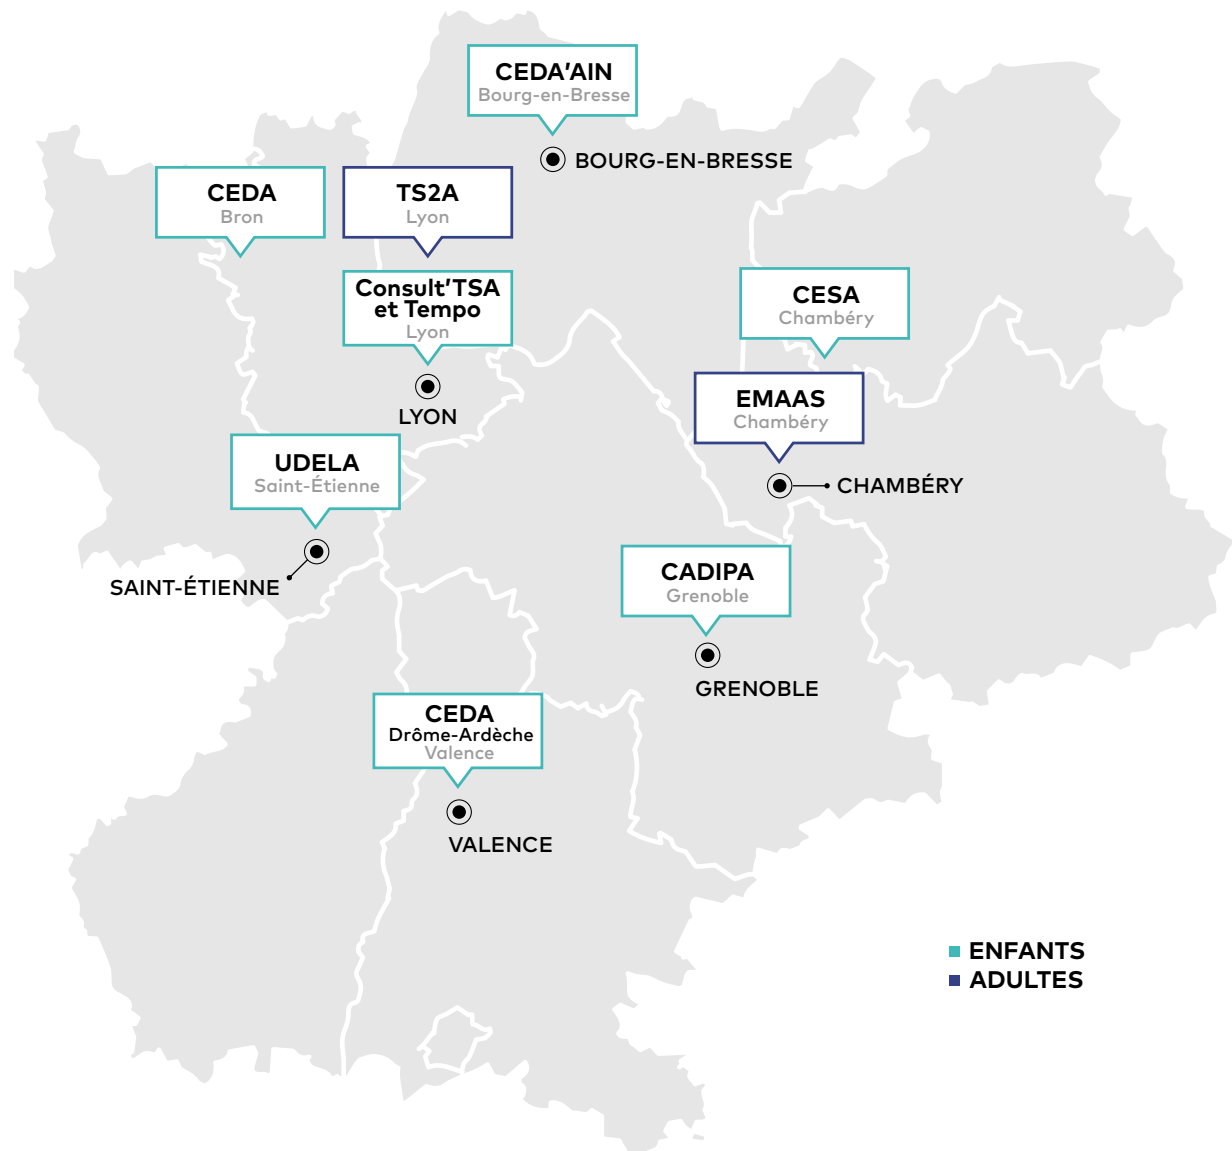 CEDA'AIN
Bourg-en-Bresse
BOURG-EN-BRESSE
CEDA
Bron
TS2A
Lyon
Consult'TSA
et Tempo
Lyon
LYON
CESA
Chambéry
EMAAS
Chambéry
CHAMBÉRY
UDELA
Saint-Étienne
SAINT-ÉTIENNE
CADIPA
Grenoble
GRENOBLE
CEDA
Drôme-Ardèche
Valence
VALENCE
ENFANTS
ADULTES